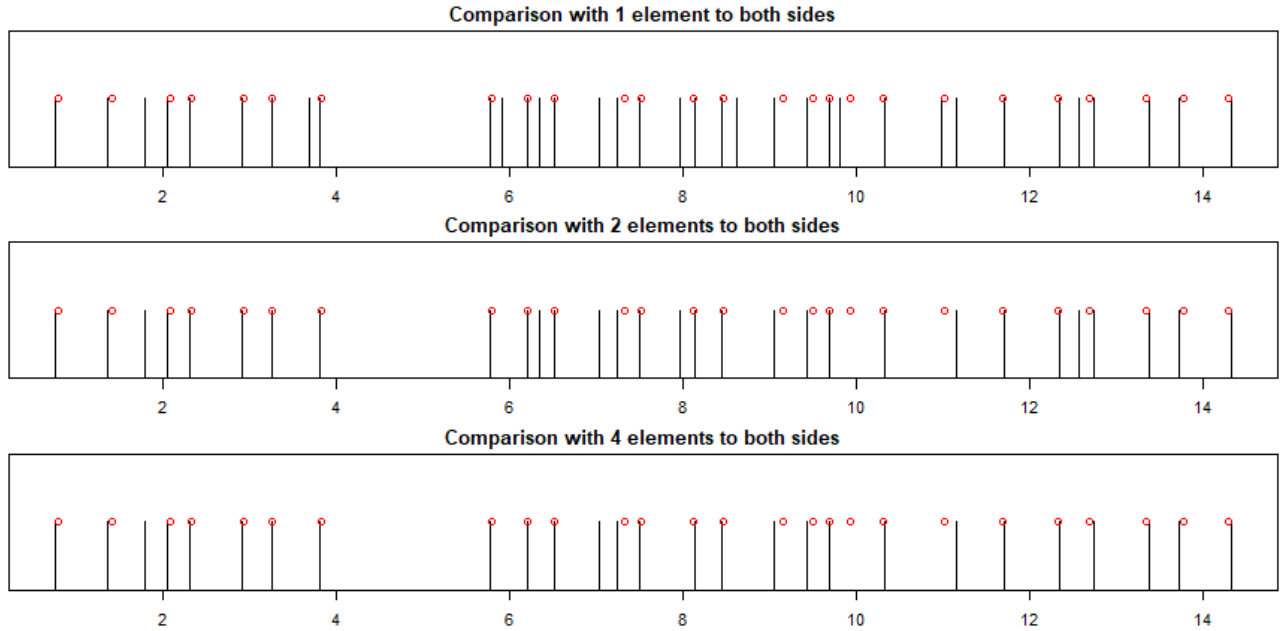 Comparison with 1 element to both sides
2 4 6 8 10 12 14
Comparison with 2 elements to both sides
2 4 6 8 10 12 14
Comparison with 4 elements to both sides
2 4 6 8 10 12 14